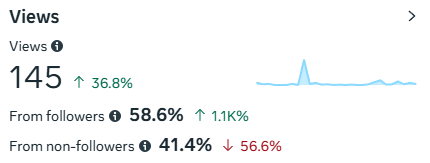 Views
Views
145 ↑ 36.8%
From followers 58.6% ↑ 1.1K%
From non-followers 41.4% ↓ 56.6%